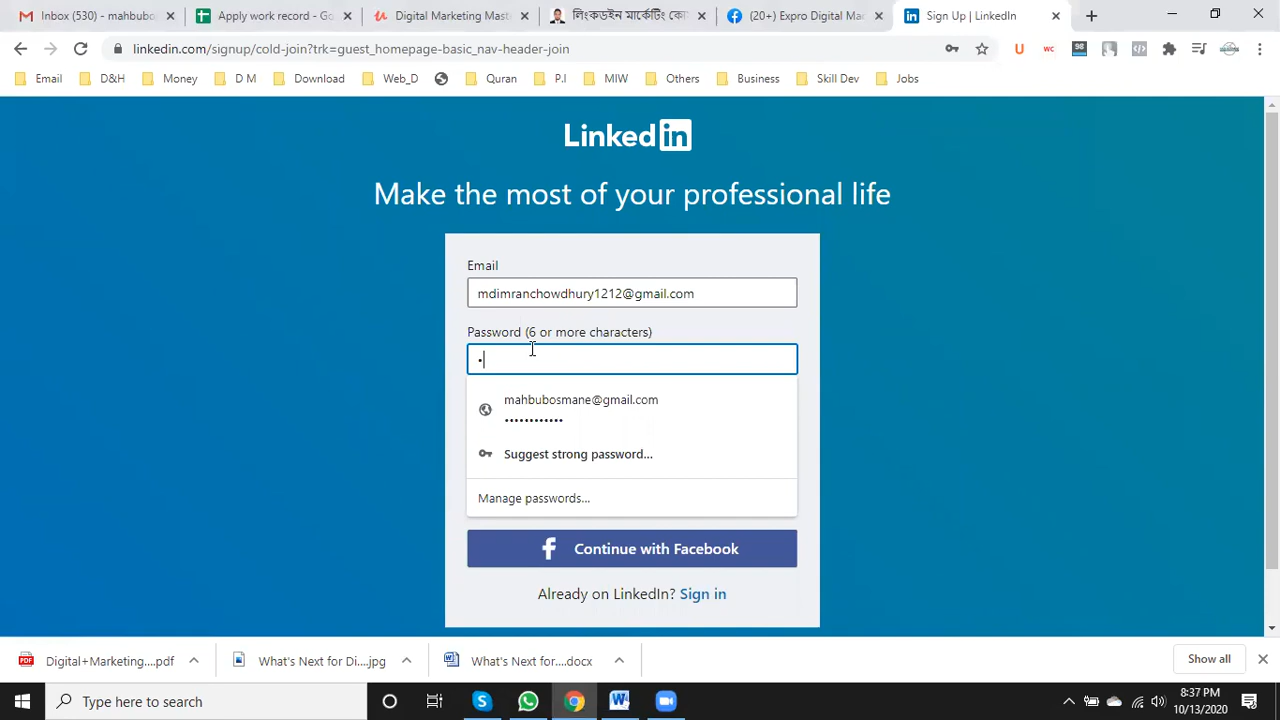 Inbox (530) - mahbubo
Apply work record - Go
Digital Marketing Mast
লিংকডইন মার্কেটিং কো
(20+) Expro Digital Ma
Sign Up | LinkedIn
linkedin.com/signup/cold-join?trk=guest_homepage-basic_nav-header-join
Email
D&H
Money
D M
Download
Web_D
Quran
P.I
MIW
Others
Business
Skill Dev
Jobs
LinkedIn
Make the most of your professional life
Email
mdimranchowdhury1212@gmail.com
Password (6 or more characters)
•
mahbubosmane@gmail.com
••••••••••••
Suggest strong password...
Manage passwords...
Continue with Facebook
Already on LinkedIn? Sign in
Digital+Marketing....pdf
What's Next for Di....jpg
What's Next for....docx
Show all
Type here to search
8:37 PM
10/13/2020